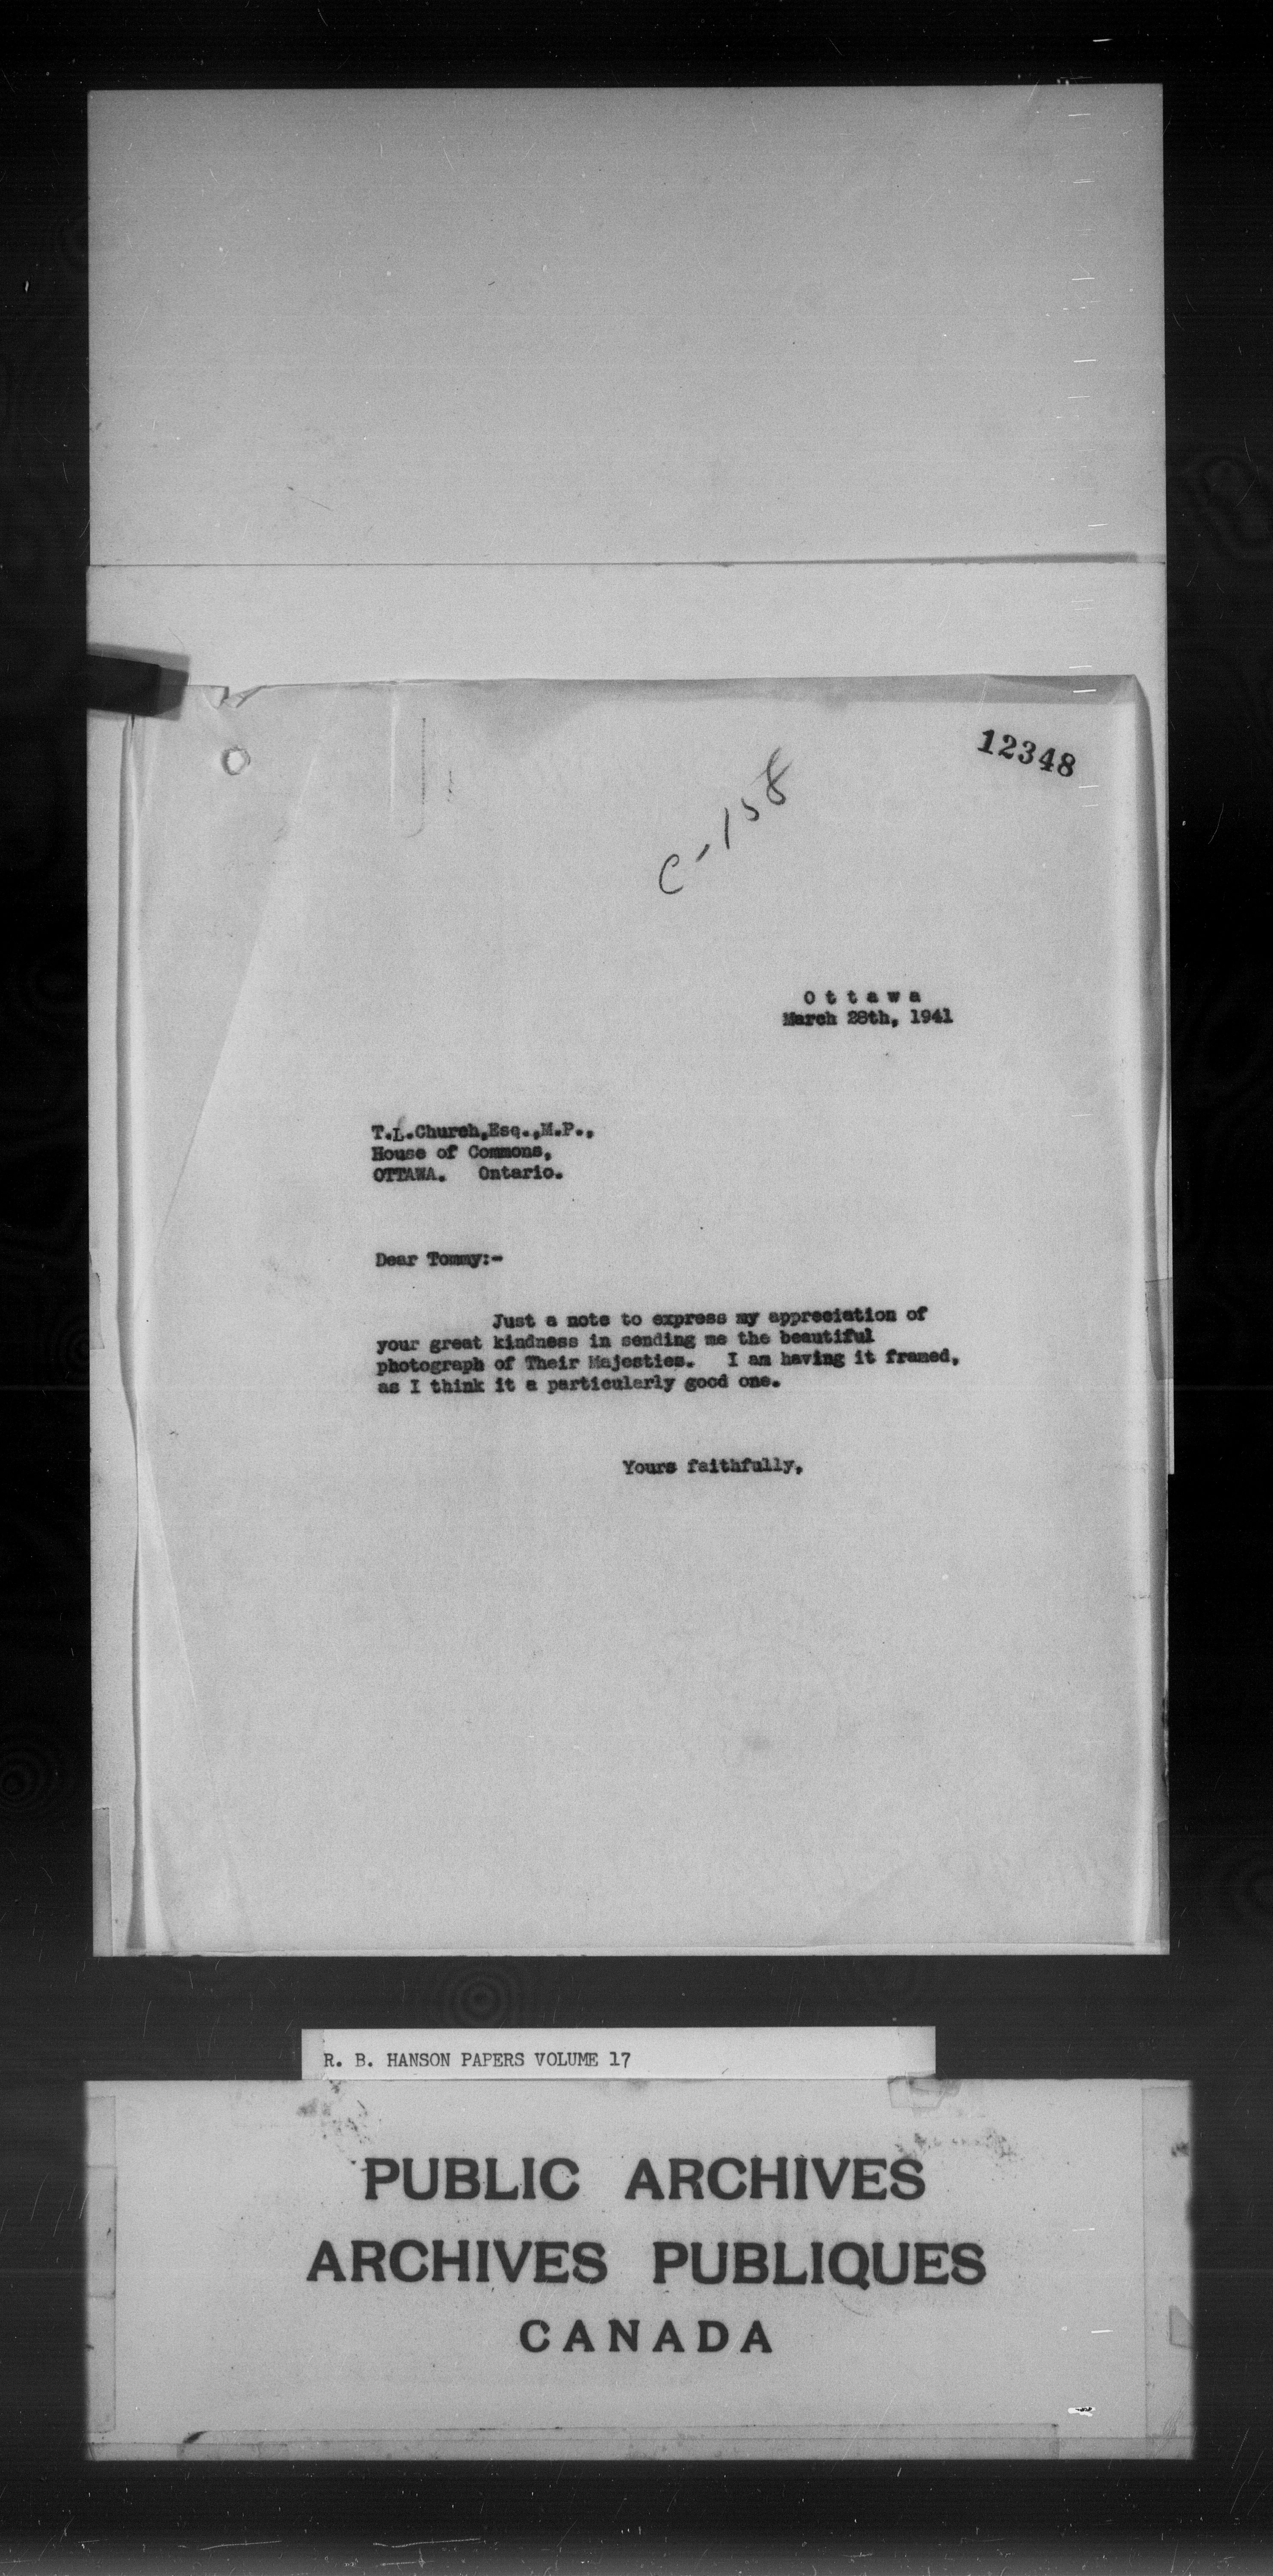 12348
C-158
O t t a w a
March 28th, 1941
T.L.Church,Esq.,M.P.,
House of Commons,
OTTAWA. Ontario.
Dear Tommy:-
Just a note to express my appreciation of
your great kindness in sending me the beautiful
photograph of Their Majesties. I am having it framed,
as I think it a particularly good one.
Yours faithfully,
R. B. HANSON PAPERS VOLUME 17
PUBLIC ARCHIVES
ARCHIVES PUBLIQUES
CANADA